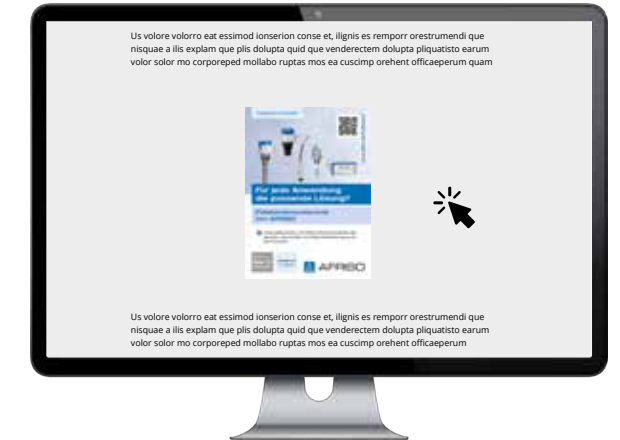 Us volore volorro eat essimod ionserion conse et, ilignis es remporr orestrumendi que
nisquae a ilis explam que plis dolupta quid que venderectem dolupta pliquatisto earum
volor solor mo corporeped mollabo ruptas mos ea cuscimp orehent officaeperum quam
Für jede Anwendung
die passende Lösung?
von AFRISO
AFRISO
Us volore volorro eat essimod ionserion conse et, ilignis es remporr orestrumendi que
nisquae a ilis explam que plis dolupta quid que venderectem dolupta pliquatisto earum
volor solor mo corporeped mollabo ruptas mos ea cuscimp orehent officaeperum